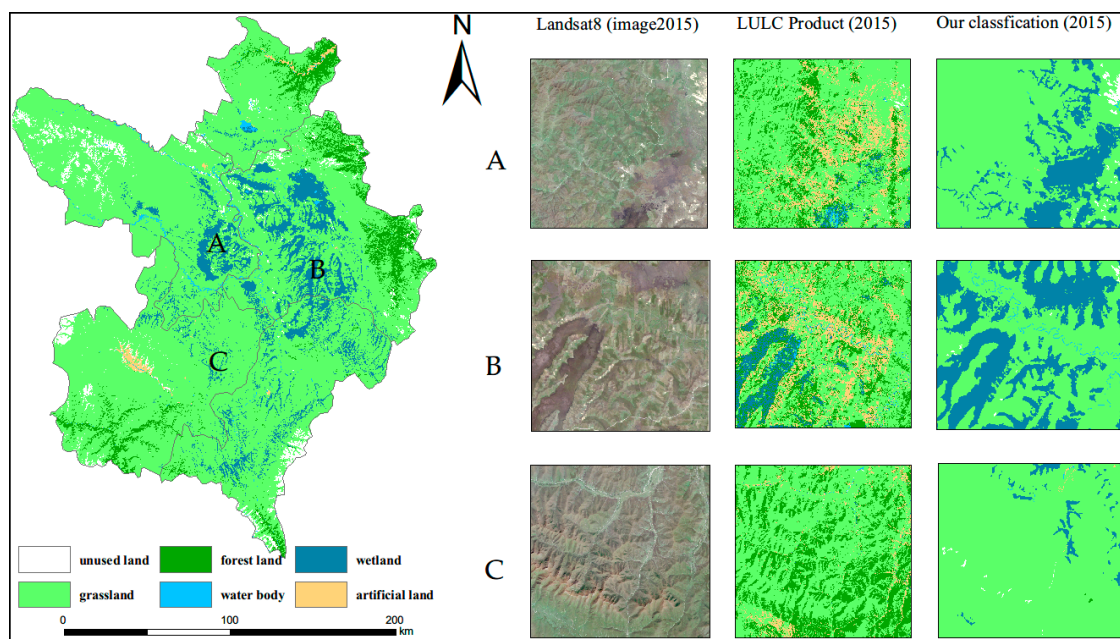 N
Landsat8 (image2015) LULC Product (2015) Our classfication (2015)
A
A
B
B
C
C
unused land forest land wetland
grassland water body artificial land
0 100 200
km